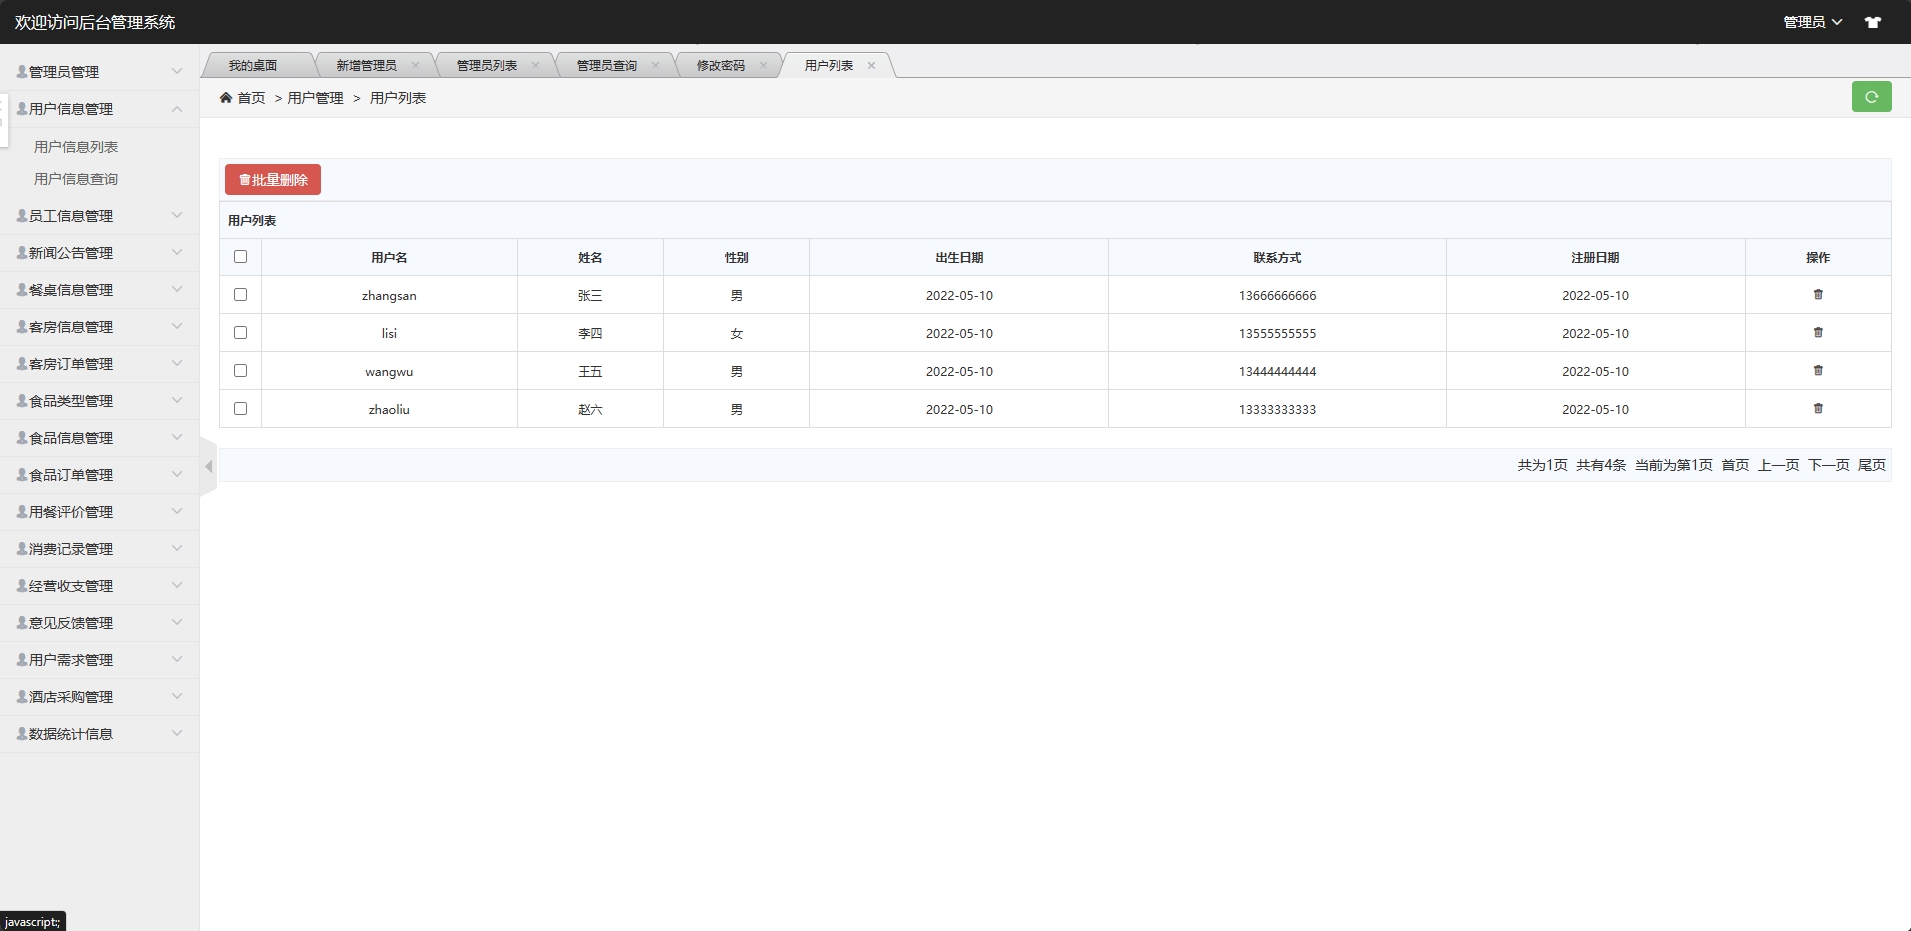 欢迎访问后台管理系统
管理员
我的桌面 新增管理员 管理员列表 管理员查询 修改密码 用户列表
首页 > 用户管理 > 用户列表
管理员管理
用户信息管理
用户信息列表
用户信息查询
员工信息管理
新闻公告管理
餐桌信息管理
客房信息管理
客房订单管理
食品类型管理
食品信息管理
食品订单管理
用餐评价管理
消费记录管理
经营收支管理
意见反馈管理
用户需求管理
酒店采购管理
数据统计信息
批量删除
用户列表
用户名 姓名 性别 出生日期 联系方式 注册日期 操作
zhangsan 张三 男 2022-05-10 13666666666 2022-05-10
lisi 李四 女 2022-05-10 13555555555 2022-05-10
wangwu 王五 男 2022-05-10 13444444444 2022-05-10
zhaoliu 赵六 男 2022-05-10 13333333333 2022-05-10
共为1页 共有4条 当前为第1页 首页 上一页 下一页 尾页
javascript:;